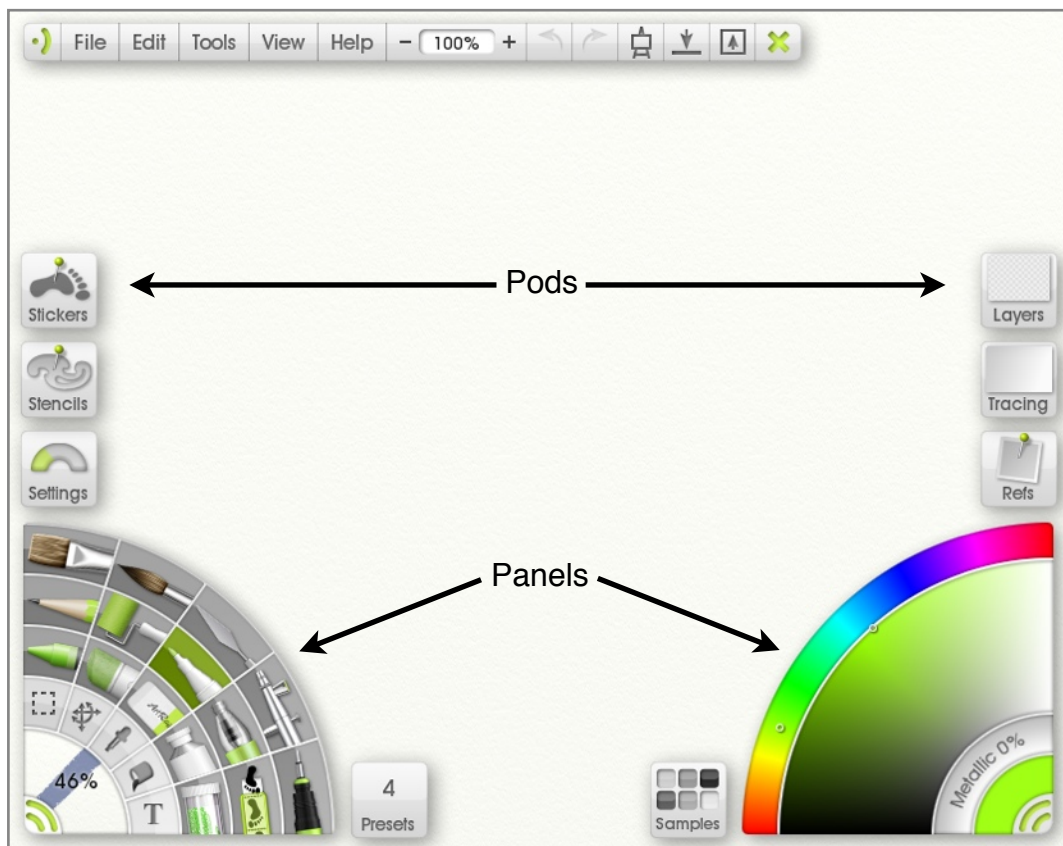 File Edit Tools View Help − 100% +
Pods
Stickers
Layers
Stencils
Tracing
Settings
Refs
Panels
46%
T
Metallic 0%
4
Presets
Samples